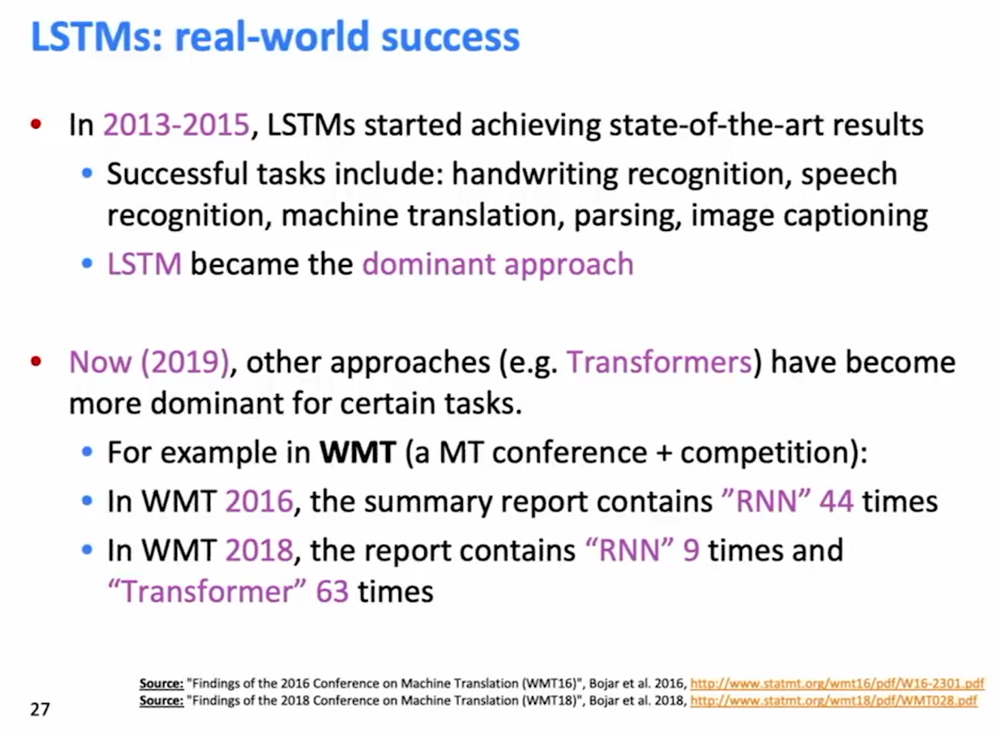 LSTMs: real-world success
• In 2013-2015, LSTMs started achieving state-of-the-art results
• Successful tasks include: handwriting recognition, speech
recognition, machine translation, parsing, image captioning
• LSTM became the dominant approach
• Now (2019), other approaches (e.g. Transformers) have become
more dominant for certain tasks.
• For example in WMT (a MT conference + competition):
• In WMT 2016, the summary report contains ”RNN” 44 times
• In WMT 2018, the report contains “RNN” 9 times and
“Transformer” 63 times
Source: "Findings of the 2016 Conference on Machine Translation (WMT16)", Bojar et al. 2016, http://www.statmt.org/wmt16/pdf/W16-2301.pdf
Source: "Findings of the 2018 Conference on Machine Translation (WMT18)", Bojar et al. 2018, http://www.statmt.org/wmt18/pdf/WMT028.pdf
27